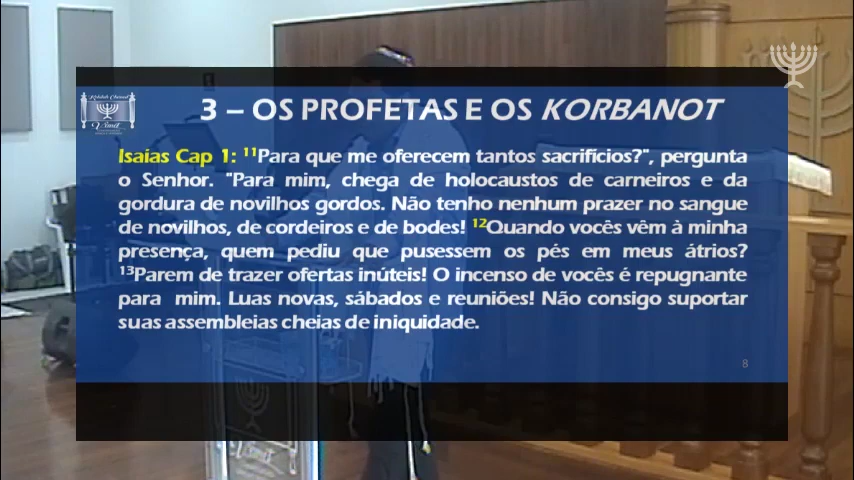 3 – OS PROFETAS E OS KORBANOT
Isaías Cap 1: ¹¹Para que me oferecem tantos sacrifícios?", pergunta
o Senhor. "Para mim, chega de holocaustos de carneiros e da
gordura de novilhos gordos. Não tenho nenhum prazer no sangue
de novilhos, de cordeiros e de bodes! ¹²Quando vocês vêm à minha
presença, quem pediu que pusessem os pés em meus átrios?
¹³Parem de trazer ofertas inúteis! O incenso de vocês é repugnante
para mim. Luas novas, sábados e reuniões! Não consigo suportar
suas assembleias cheias de iniquidade.
8